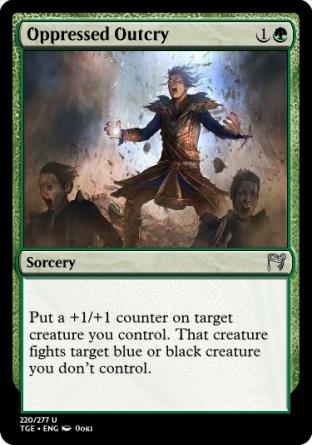 Oppressed Outcry 1
Sorcery
Put a +1/+1 counter on target
creature you control. That creature
fights target blue or black creature
you don't control.
220/277 U
TGE • ENG OOKI